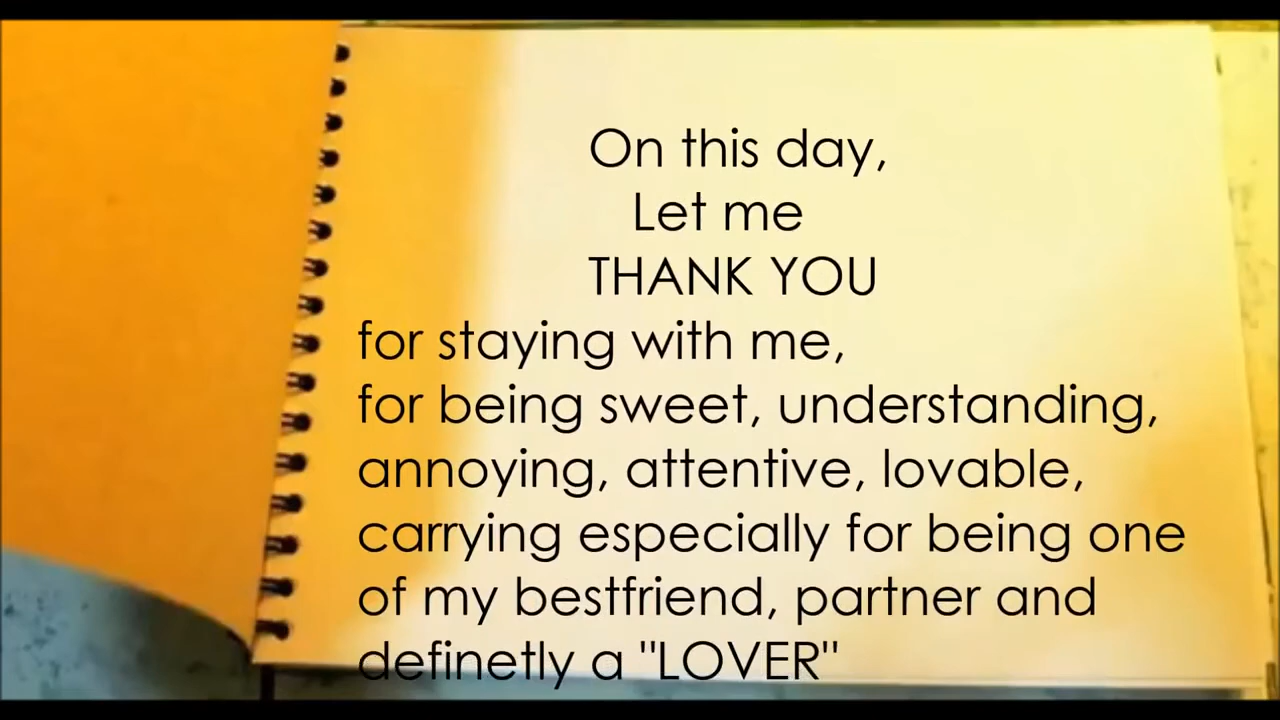 On this day,
Let me
THANK YOU
for staying with me,
for being sweet, understanding,
annoying, attentive, lovable,
carrying especially for being one
of my bestfriend, partner and
definetly a "LOVER"